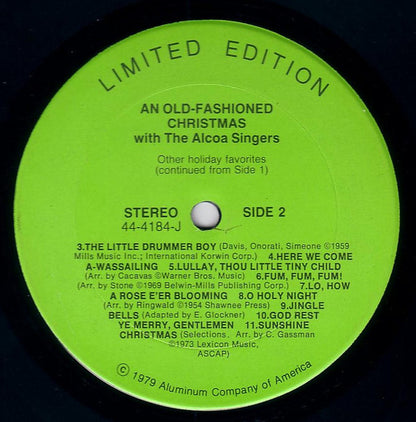 LIMITED EDITION
AN OLD-FASHIONED
CHRISTMAS
with The Alcoa Singers
Other holiday favorites
(continued from Side 1)
STEREO SIDE 2
44-4184-J
3.THE LITTLE DRUMMER BOY (Davis, Onorati, Simeone ©1959
Mills Music Inc.; International Korwin Corp.) 4.HERE WE COME
A-WASSAILING 5.LULLAY, THOU LITTLE TINY CHILD
(Arr. by Cacavas ©Warner Bros. Music) 6.FUM, FUM, FUM!
(Arr. by Stone ©1969 Belwin-Mills Publishing Corp.) 7.LO, HOW
A ROSE E'ER BLOOMING 8.O HOLY NIGHT
(Arr. by Ringwald ©1954 Shawnee Press) 9.JINGLE
BELLS (Adapted by E. Glockner) 10.GOD REST
YE MERRY, GENTLEMEN 11.SUNSHINE
CHRISTMAS (Selections, Arr. by C. Gassman
©1973 Lexicon Music,
ASCAP)
© 1979 Aluminum Company of America